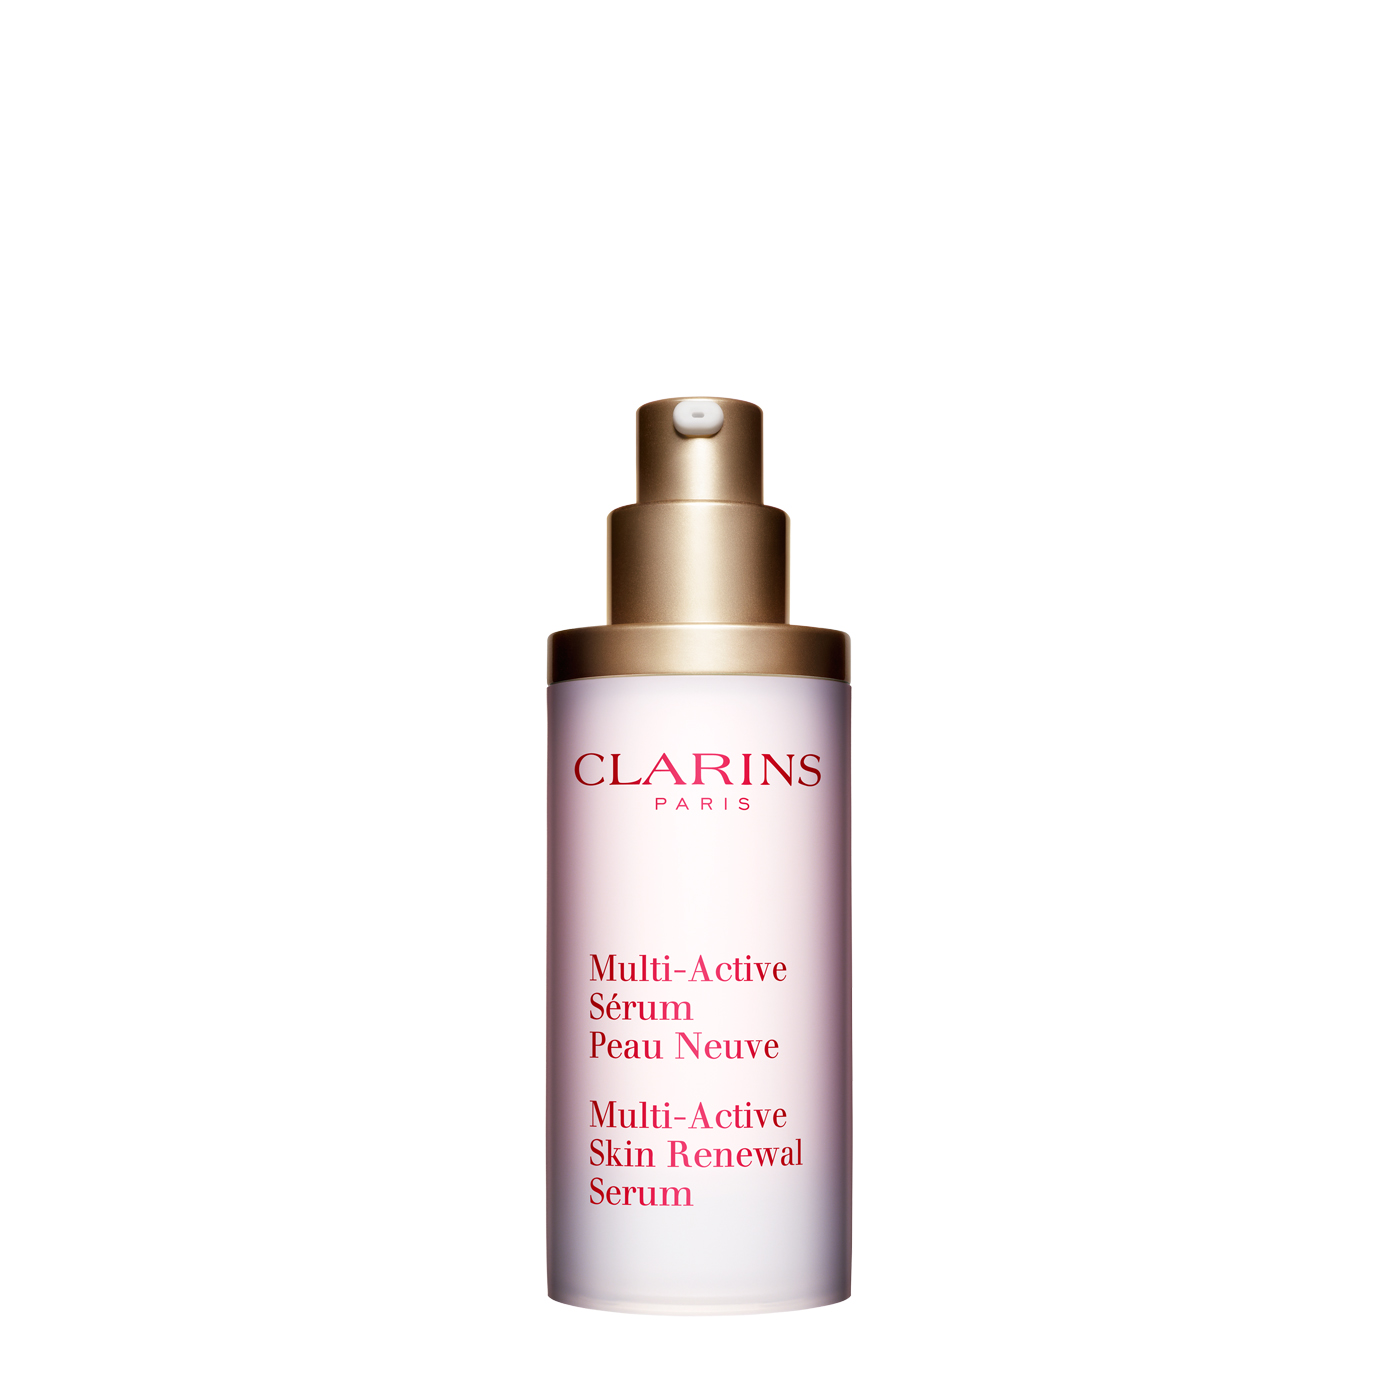 CLARINS
PARIS
Multi-Active
Sérum
Peau Neuve
Multi-Active
Skin Renewal
Serum